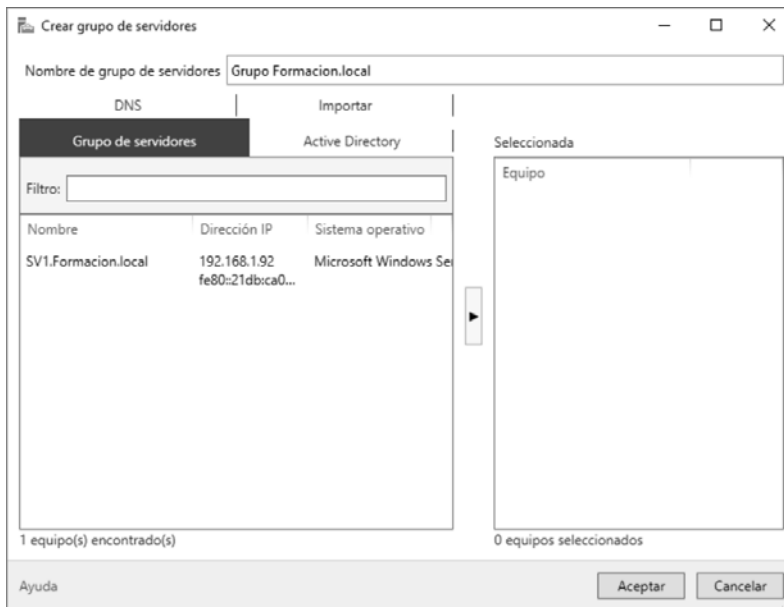 Crear grupo de servidores
Nombre de grupo de servidores Grupo Formacion.local
DNS Importar
Grupo de servidores Active Directory
Seleccionada
Filtro:
Equipo
Nombre Dirección IP Sistema operativo
SV1.Formacion.local 192.168.1.92 Microsoft Windows Se
fe80::21db:ca0...
1 equipo(s) encontrado(s)
0 equipos seleccionados
Ayuda Aceptar Cancelar